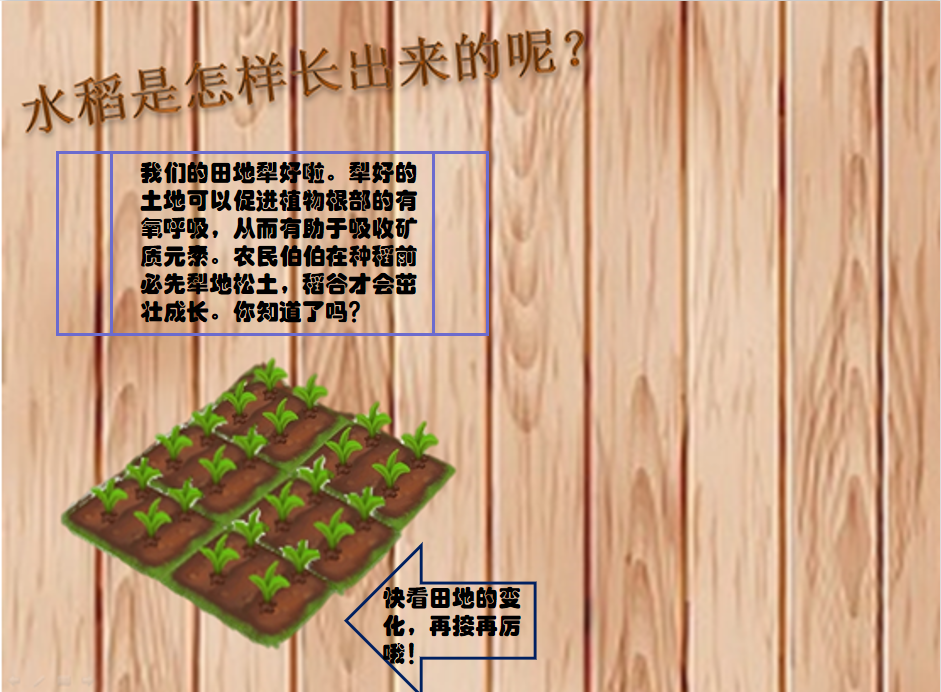 水稻是怎样长出来的呢？
我们的田地犁好啦。犁好的
土地可以促进植物根部的有
氧呼吸，从而有助于吸收矿
质元素。农民伯伯在种稻前
必先犁地松土，稻谷才会茁
壮成长。你知道了吗？
快看田地的变
化，再接再厉
哦！